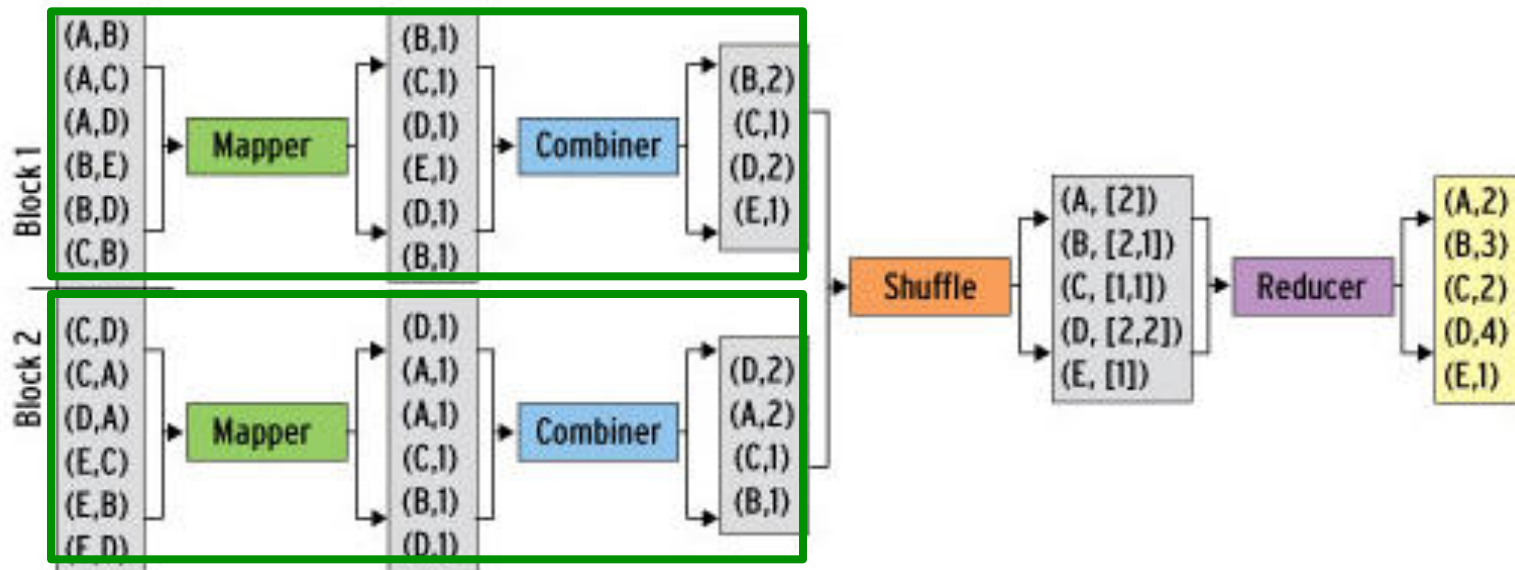 Block 1
(A,B)
(A,C)
(A,D)
(B,E)
(B,D)
(C,B)
Mapper
(B,1)
(C,1)
(D,1)
(E,1)
(D,1)
(B,1)
Combiner
(B,2)
(C,1)
(D,2)
(E,1)
Block 2
(C,D)
(C,A)
(D,A)
(E,C)
(E,B)
(E,D)
Mapper
(D,1)
(A,1)
(A,1)
(C,1)
(B,1)
(D,1)
Combiner
(D,2)
(A,2)
(C,1)
(B,1)
Shuffle
(A, [2])
(B, [2,1])
(C, [1,1])
(D, [2,2])
(E, [1])
Reducer
(A,2)
(B,3)
(C,2)
(D,4)
(E,1)